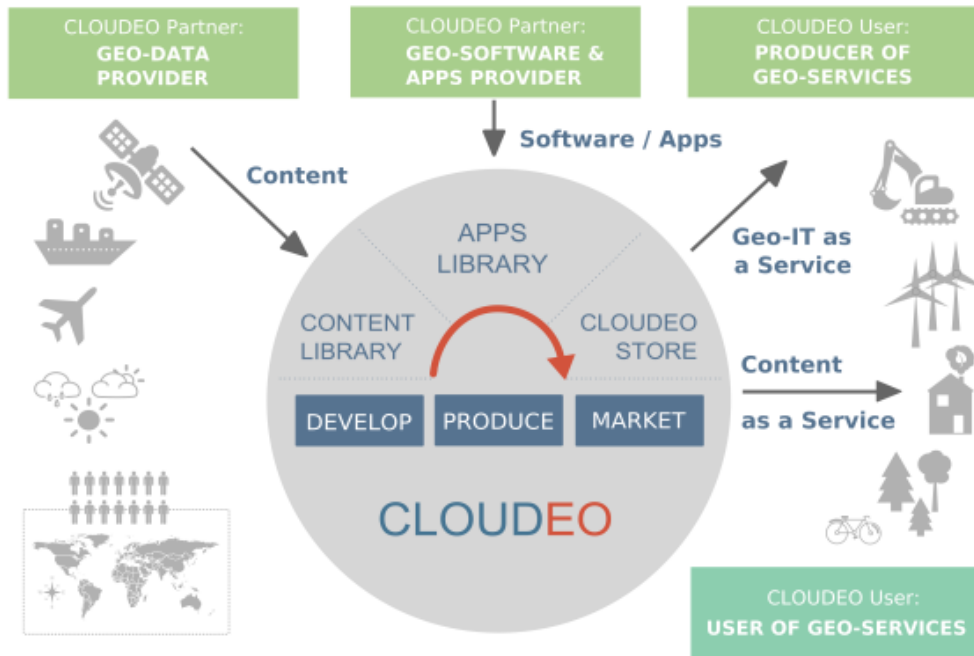 CLOUDEO Partner:
GEO-DATA
PROVIDER
CLOUDEO Partner:
GEO-SOFTWARE &
APPS PROVIDER
CLOUDEO User:
PRODUCER OF
GEO-SERVICES
Content
Software / Apps
Geo-IT as
a Service
APPS
LIBRARY
CONTENT
LIBRARY
CLOUDEO
STORE
Content
as a Service
DEVELOP
PRODUCE
MARKET
CLOUDEO
CLOUDEO User:
USER OF GEO-SERVICES